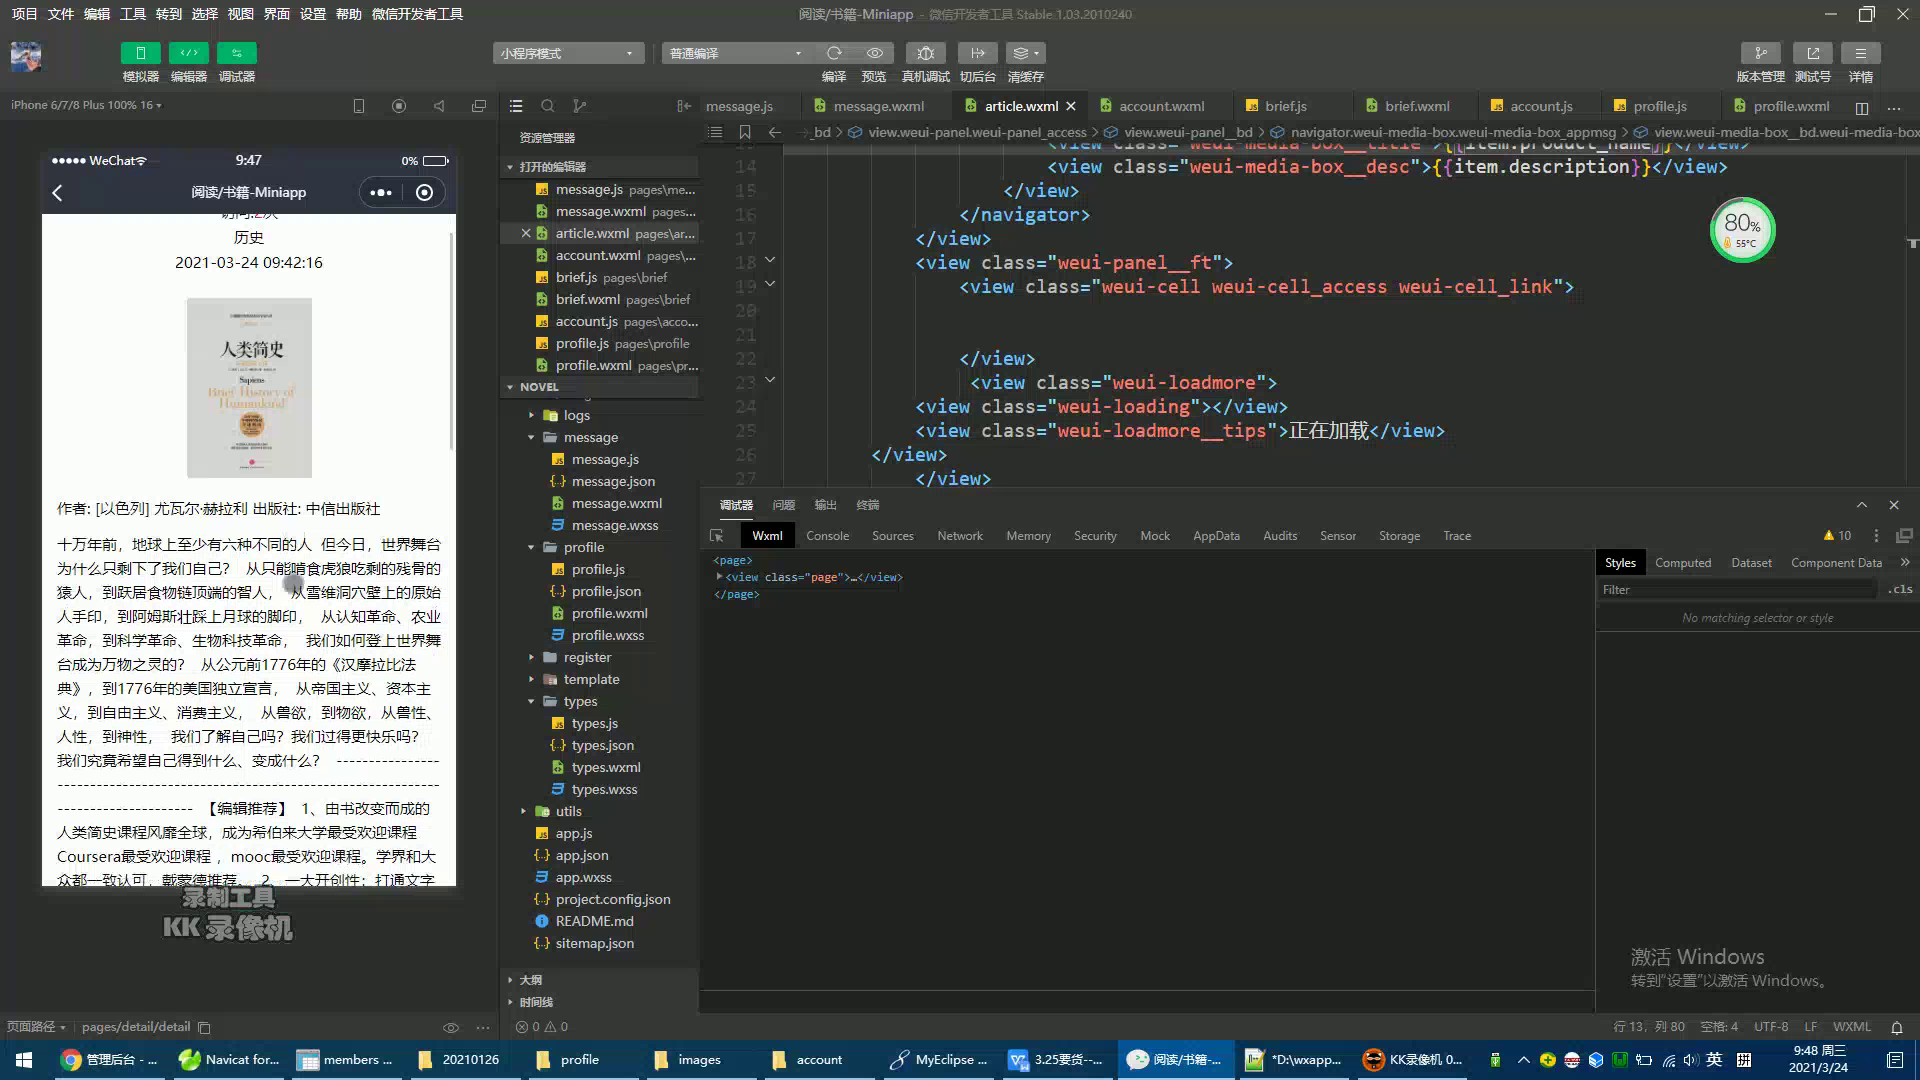 项目 文件 编辑 工具 转到 选择 视图 界面 设置 帮助 微信开发者工具
阅读/书籍-Miniapp - 微信开发者工具 Stable 1.03.2010240
小程序模式
普通编译
模拟器 编辑器 调试器
编译 预览 真机调试 切后台 清缓存
版本管理 测试号 详情
iPhone 6/7/8 Plus 100% 16
message.js message.wxml article.wxml account.wxml brief.js brief.wxml account.js profile.js profile.wxml
bd > view.weui-panel.weui-panel_access > view.weui-panel__bd > navigator.weui-media-box.weui-media-box_appmsg > view.weui-media-box__bd.weui-media-box
WeChat 9:47 0%
阅读/书籍-Miniapp
访问:2次
历史
2021-03-24 09:42:16
人类简史
Sapiens
Brief History of
Humankind
作者: [以色列] 尤瓦尔·赫拉利 出版社: 中信出版社
十万年前，地球上至少有六种不同的人 但今日，世界舞台
为什么只剩下了我们自己？ 从只能啃食虎狼吃剩的残骨的
猿人，到跃居食物链顶端的智人， 从雪维洞穴壁上的原始
人手印，到阿姆斯壮踩上月球的脚印， 从认知革命、农业
革命，到科学革命、生物科技革命， 我们如何登上世界舞
台成为万物之灵的？ 从公元前1776年的《汉摩拉比法
典》，到1776年的美国独立宣言， 从帝国主义、资本主
义，到自由主义、消费主义， 从兽欲，到物欲，从兽性、
人性，到神性， 我们了解自己吗？我们过得更快乐吗？
我们究竟希望自己得到什么、变成什么？ -----------------
---------------------------------------------------------------
---------------------- 【编辑推荐】 1、由书改变而成的
人类简史课程风靡全球，成为希伯来大学最受欢迎课程
Coursera最受欢迎课程 ，mooc最受欢迎课程。学界和大
众都一致认可，戴蒙德推荐。 2、一大开创性：打通文字
录制工具
KK 录像机
页面路径 pages/detail/detail
资源管理器
打开的编辑器
message.js pages\me...
message.wxml pages...
article.wxml pages\ar...
account.wxml pages\...
brief.js pages\brief
brief.wxml pages\brief
account.js pages\acco...
profile.js pages\profile
profile.wxml pages\pr...
NOVEL
logs
message
message.js
message.json
message.wxml
message.wxss
profile
profile.js
profile.json
profile.wxml
profile.wxss
register
template
types
types.js
types.json
types.wxml
types.wxss
utils
app.js
app.json
app.wxss
project.config.json
README.md
sitemap.json
大纲
时间线
0 0
13 <view class="weui-media-box__title">{{item.product_name}}</view>
14 <view class="weui-media-box__desc">{{item.description}}</view>
15 </view>
16 </navigator>
17 </view>
18 <view class="weui-panel__ft">
19 <view class="weui-cell weui-cell_access weui-cell_link">
20
21
22 </view>
23 <view class="weui-loadmore">
24 <view class="weui-loading"></view>
25 <view class="weui-loadmore__tips">正在加载</view>
26 </view>
27 </view>
80%
55°C
调试器 问题 输出 终端
Wxml Console Sources Network Memory Security Mock AppData Audits Sensor Storage Trace
10
<page>
<view class="page">…</view>
</page>
Styles Computed Dataset Component Data »
Filter .cls
No matching selector or style
激活 Windows
转到“设置”以激活 Windows。
行 13，列 80 空格: 4 UTF-8 LF WXML
管理后台 - ... Navicat for... members ... 20210126 profile images account MyEclipse ... 3.25要货--... 阅读/书籍-... *D:\wxapp... KK录像机 0... 英 拼
9:48 周三
2021/3/24